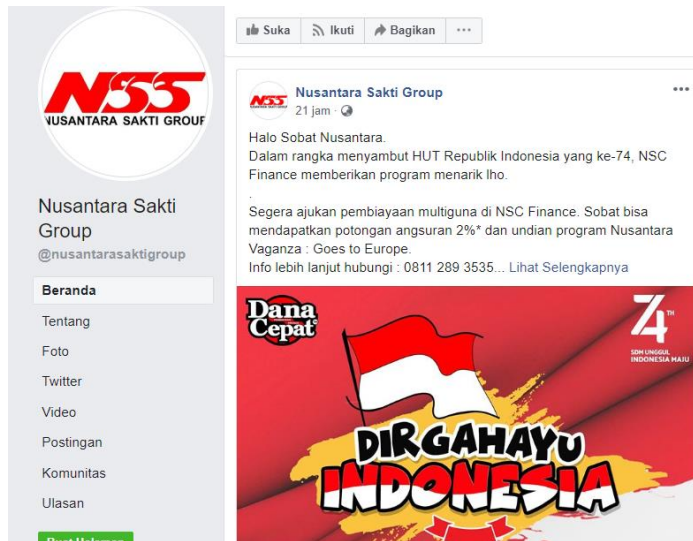 NSS
NUSANTARA SAKTI GROUP
Nusantara Sakti
Group
@nusantarasaktigroup
Beranda
Tentang
Foto
Twitter
Video
Postingan
Komunitas
Ulasan
Suka
Ikuti
Bagikan
...
NSS
Nusantara Sakti Group
21 jam ·
Halo Sobat Nusantara.
Dalam rangka menyambut HUT Republik Indonesia yang ke-74, NSC
Finance memberikan program menarik lho.
.
Segera ajukan pembiayaan multiguna di NSC Finance. Sobat bisa
mendapatkan potongan angsuran 2%* dan undian program Nusantara
Vaganza : Goes to Europe.
Info lebih lanjut hubungi : 0811 289 3535... Lihat Selengkapnya
Dana
Cepat
74 TH
SDM UNGGUL
INDONESIA MAJU
DIRGAHAYU
INDONESIA